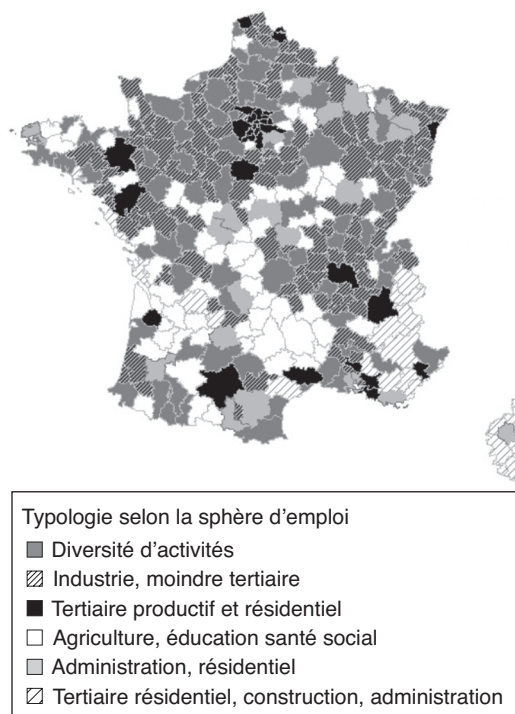 Typologie selon la sphère d'emploi
Diversité d'activités
Industrie, moindre tertiaire
Tertiaire productif et résidentiel
Agriculture, éducation santé social
Administration, résidentiel
Tertiaire résidentiel, construction, administration